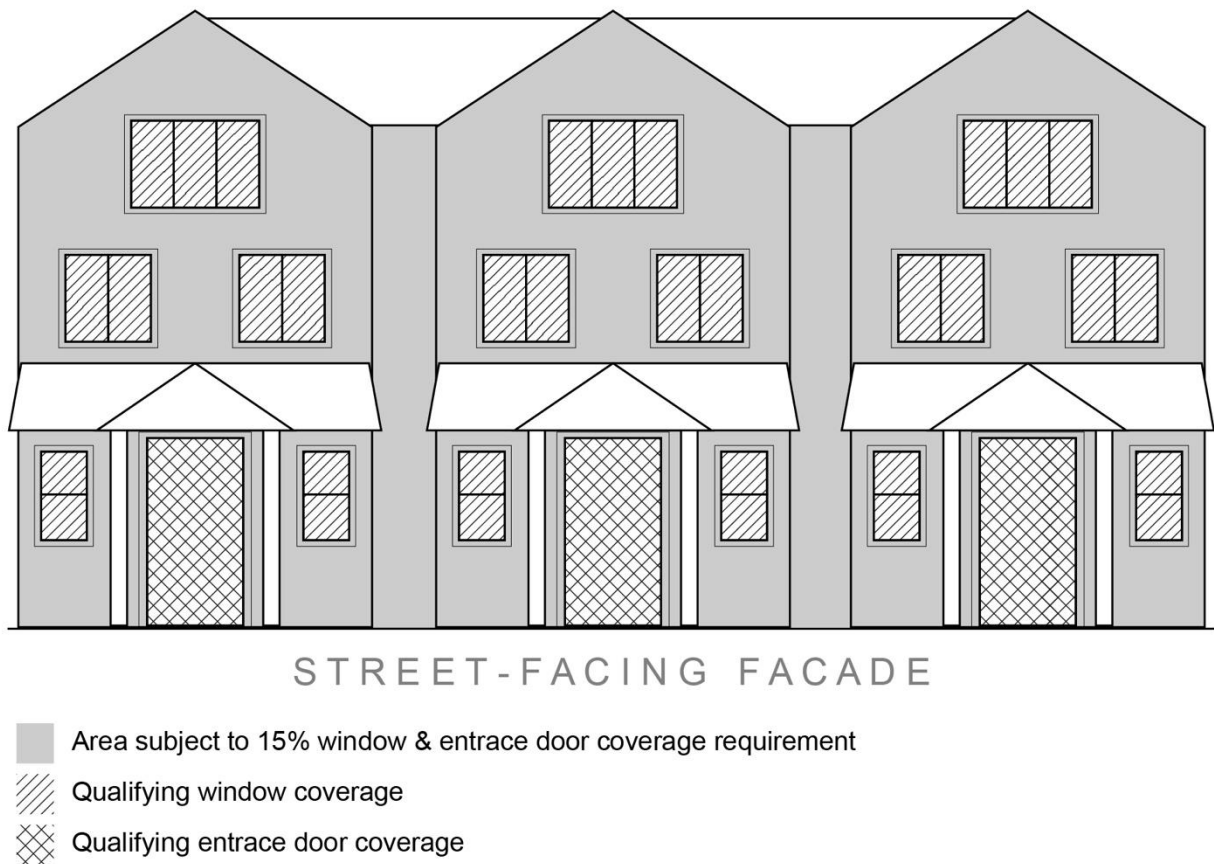 STREET-FACING FACADE
Area subject to 15% window & entrace door coverage requirement
Qualifying window coverage
Qualifying entrace door coverage